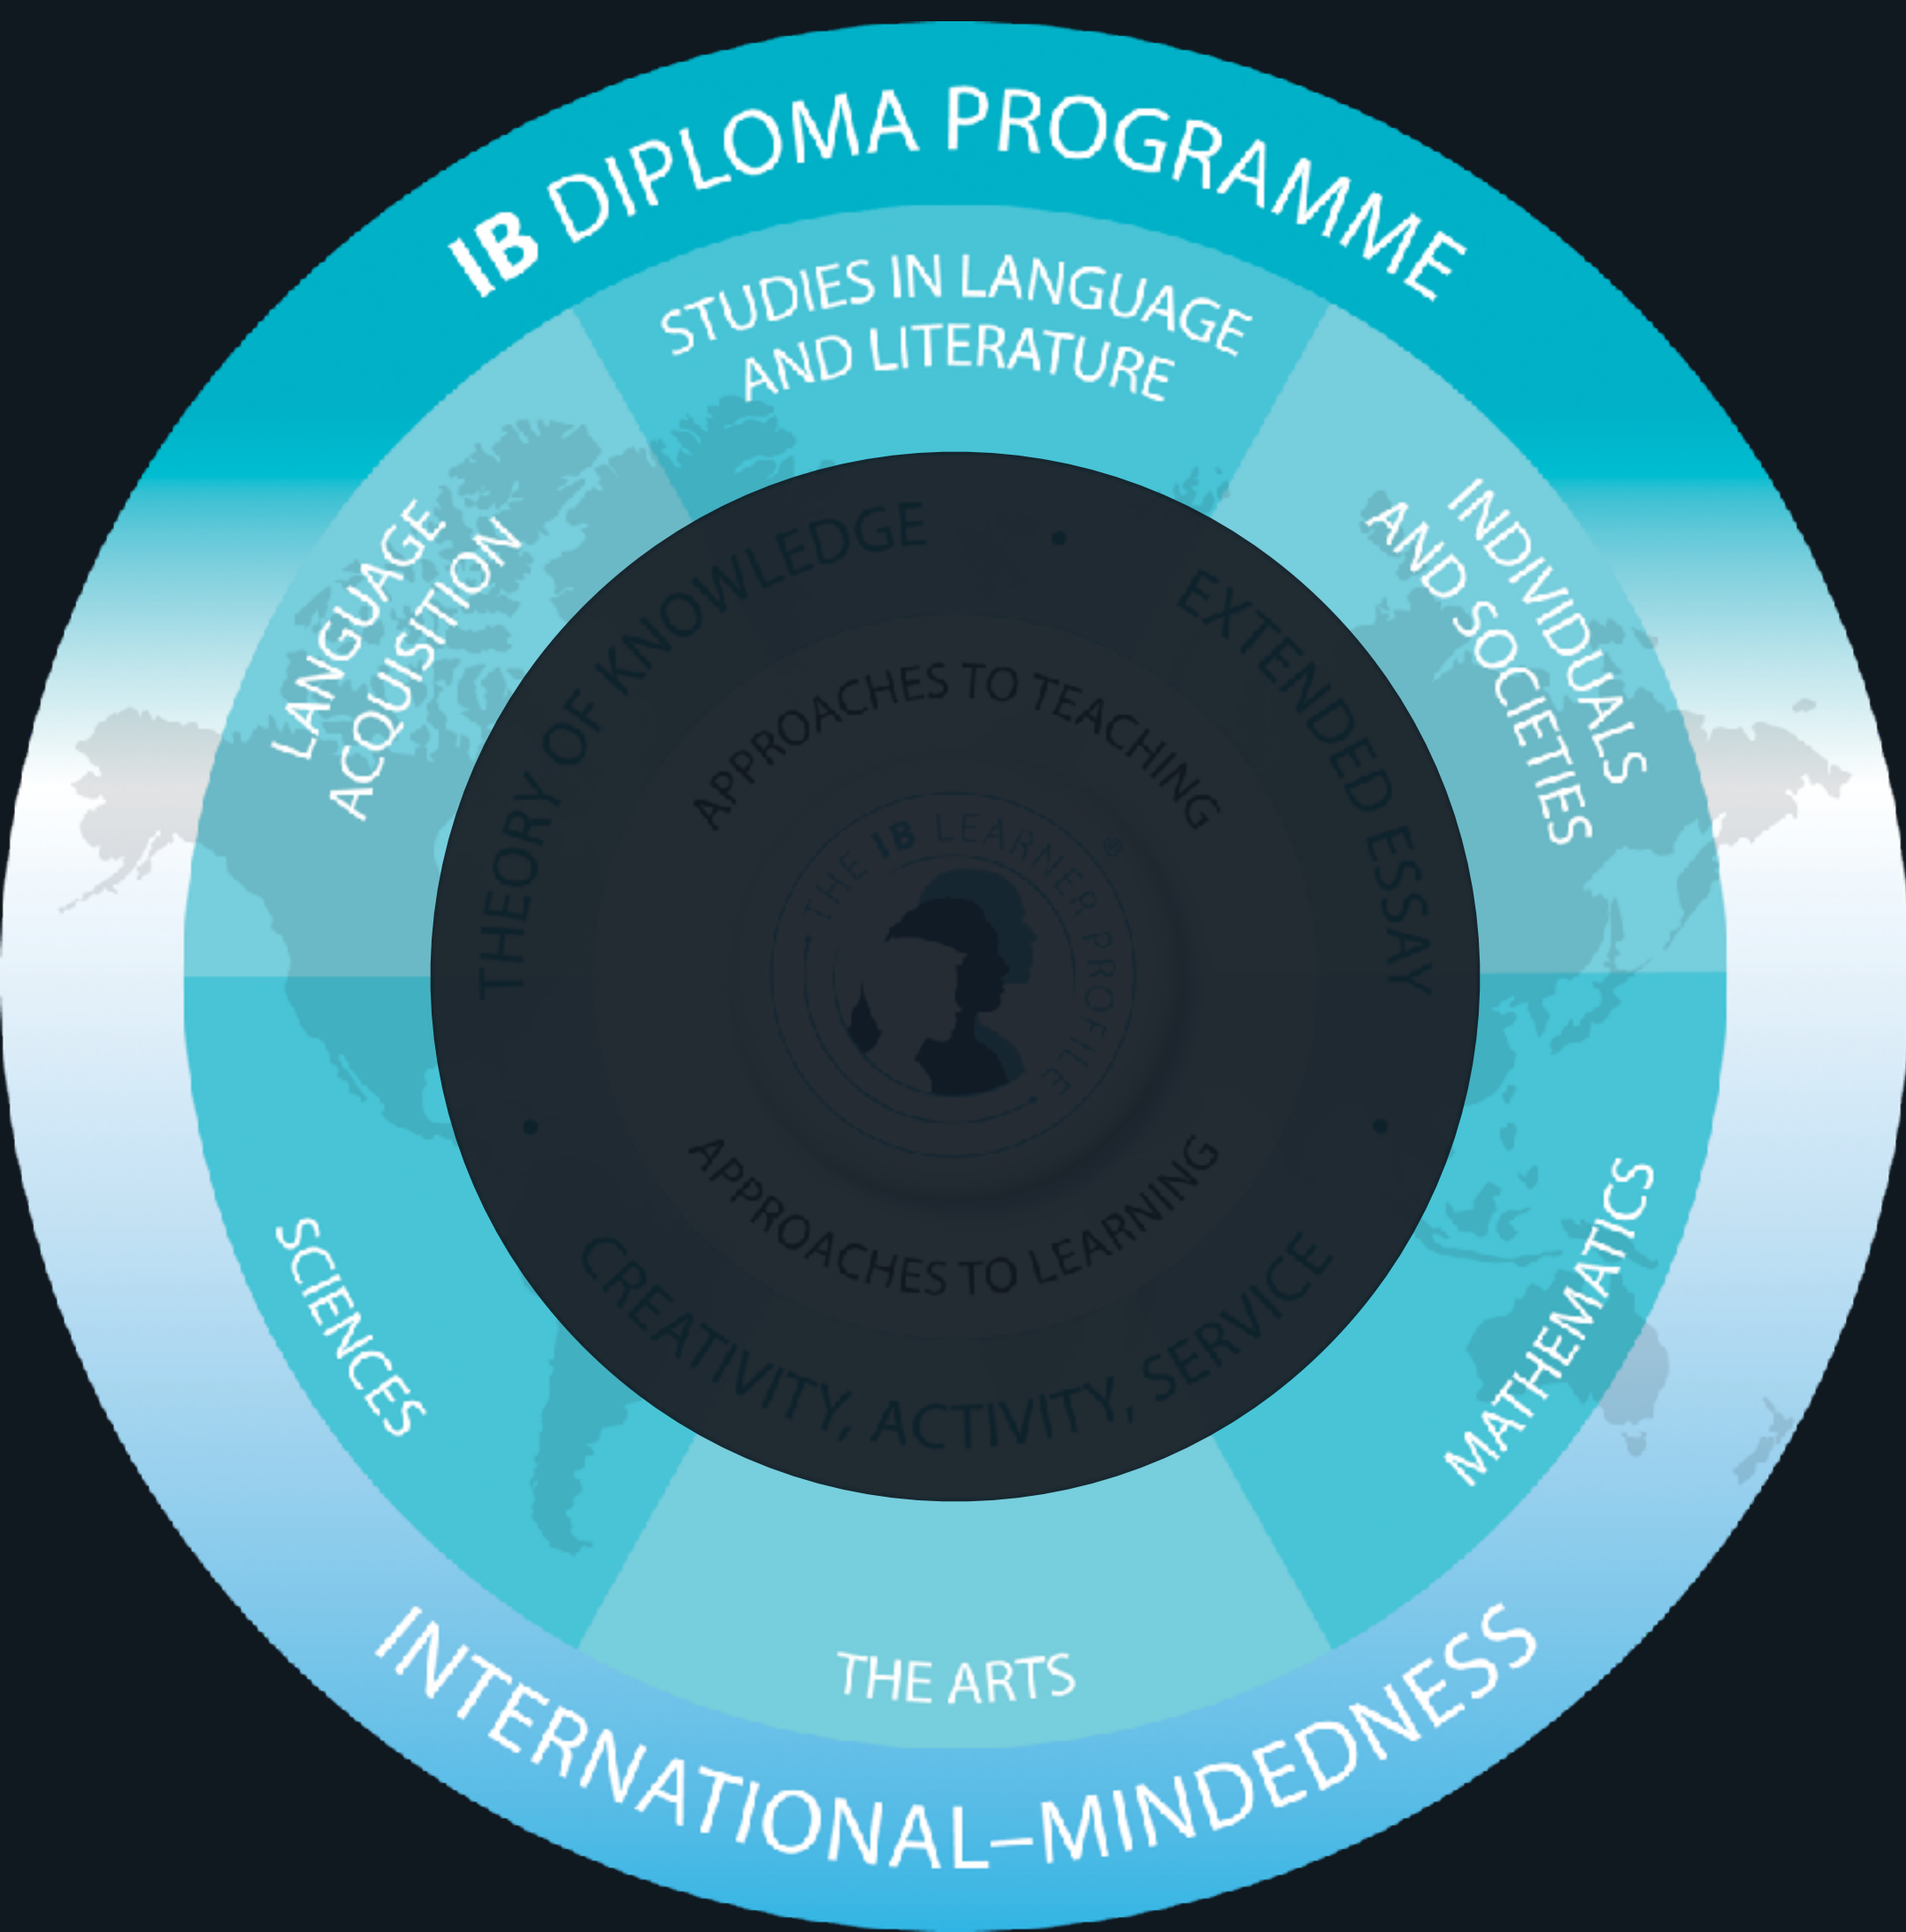 IB DIPLOMA PROGRAMME
STUDIES IN LANGUAGE
AND LITERATURE
LANGUAGE
ACQUISITION
INDIVIDUALS
AND SOCIETIES
THEORY OF KNOWLEDGE
EXTENDED ESSAY
APPROACHES TO TEACHING
THE IB LEARNER PROFILE ®
APPROACHES TO LEARNING
CREATIVITY, ACTIVITY, SERVICE
SCIENCES
MATHEMATICS
THE ARTS
INTERNATIONAL–MINDEDNESS